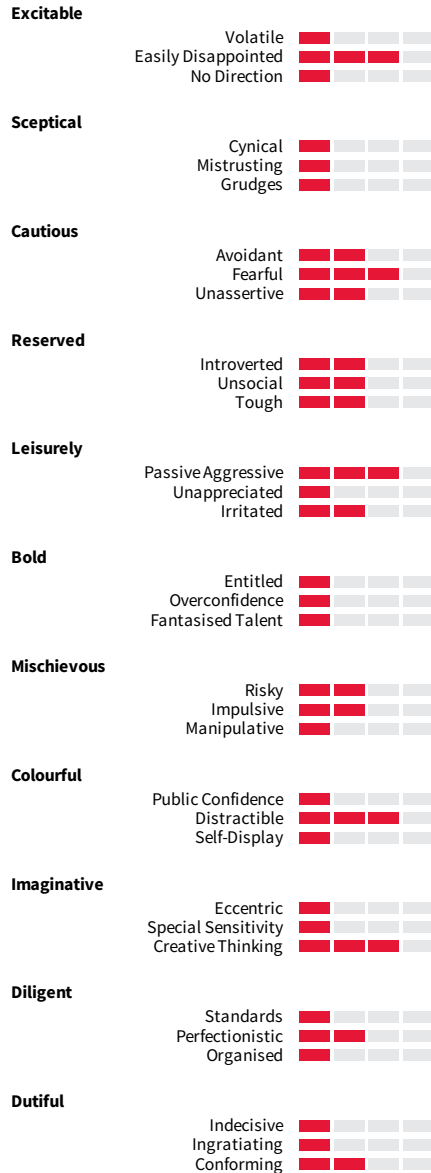 Excitable
Volatile
Easily Disappointed
No Direction
Sceptical
Cynical
Mistrusting
Grudges
Cautious
Avoidant
Fearful
Unassertive
Reserved
Introverted
Unsocial
Tough
Leisurely
Passive Aggressive
Unappreciated
Irritated
Bold
Entitled
Overconfidence
Fantasised Talent
Mischievous
Risky
Impulsive
Manipulative
Colourful
Public Confidence
Distractible
Self-Display
Imaginative
Eccentric
Special Sensitivity
Creative Thinking
Diligent
Standards
Perfectionistic
Organised
Dutiful
Indecisive
Ingratiating
Conforming